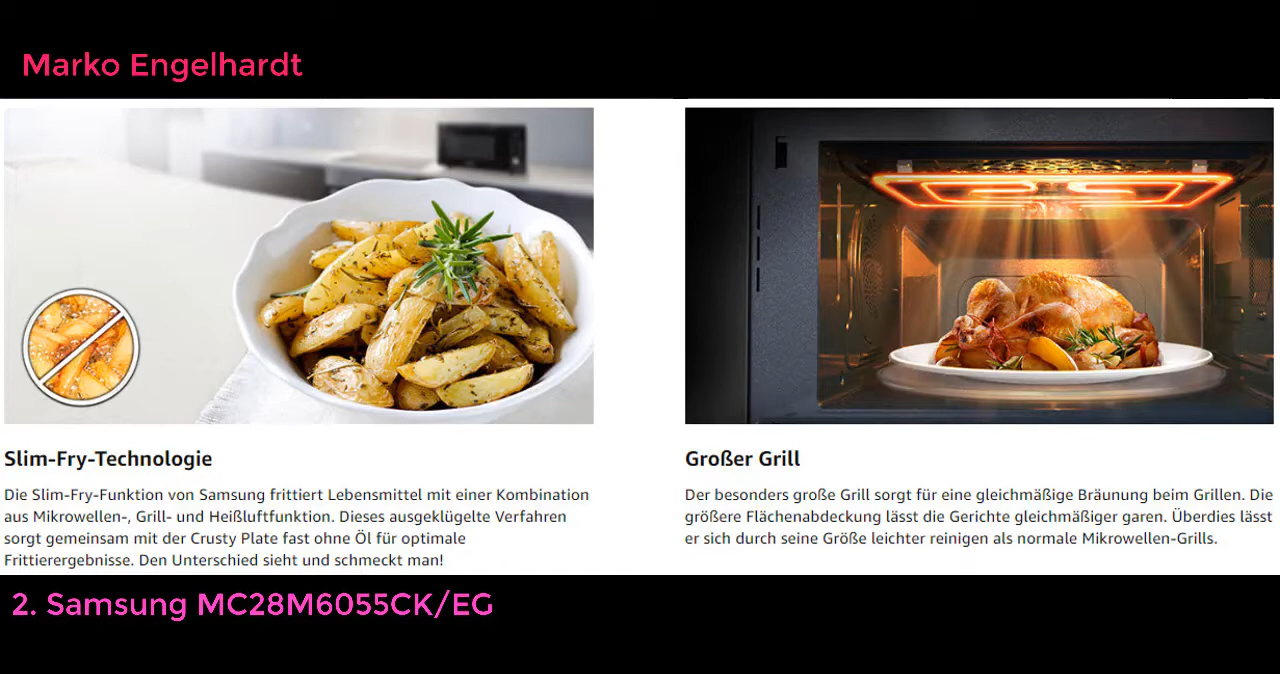 Marko Engelhardt
Slim-Fry-Technologie
Die Slim-Fry-Funktion von Samsung frittiert Lebensmittel mit einer Kombination
aus Mikrowellen-, Grill- und Heißluftfunktion. Dieses ausgeklügelte Verfahren
sorgt gemeinsam mit der Crusty Plate fast ohne Öl für optimale
Frittierergebnisse. Den Unterschied sieht und schmeckt man!
Großer Grill
Der besonders große Grill sorgt für eine gleichmäßige Bräunung beim Grillen. Die
größere Flächenabdeckung lässt die Gerichte gleichmäßiger garen. Überdies lässt
er sich durch seine Größe leichter reinigen als normale Mikrowellen-Grills.
2. Samsung MC28M6055CK/EG